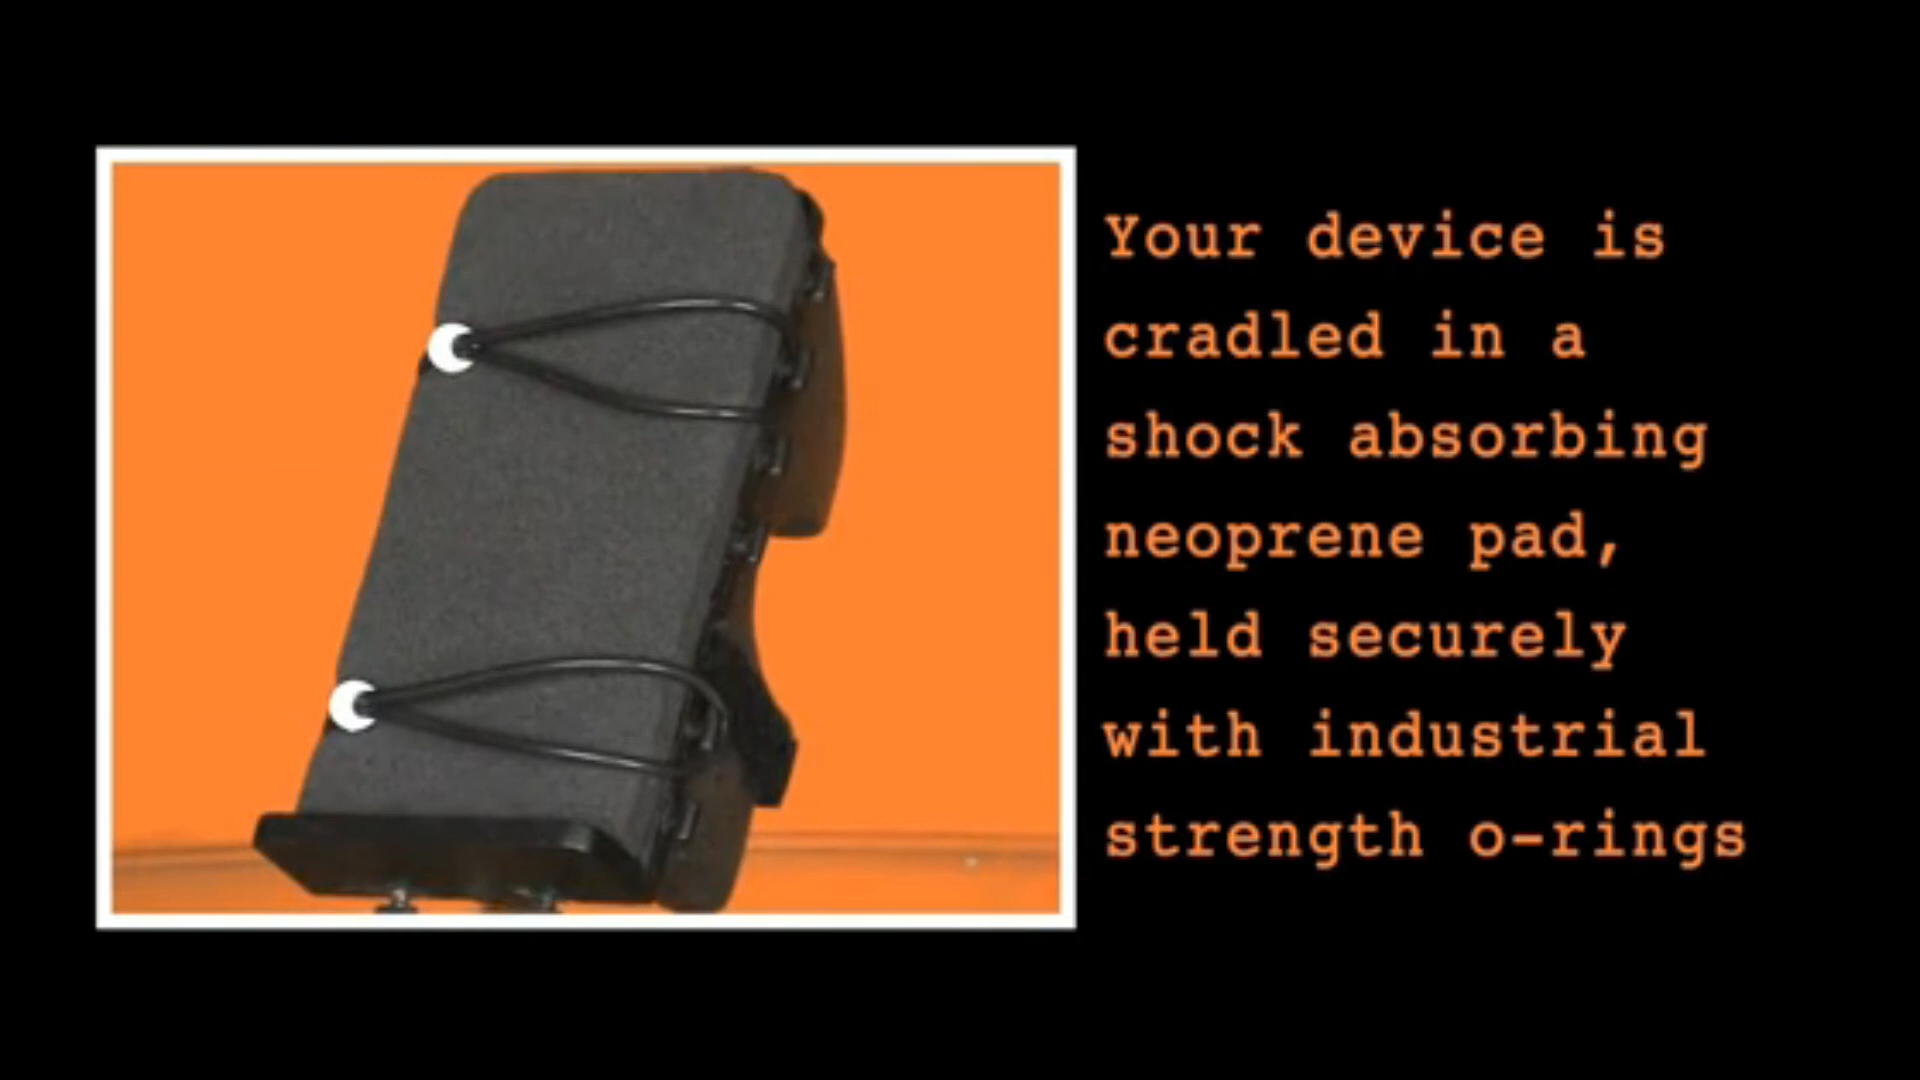 Your device is
cradled in a
shock absorbing
neoprene pad,
held securely
with industrial
strength o-rings